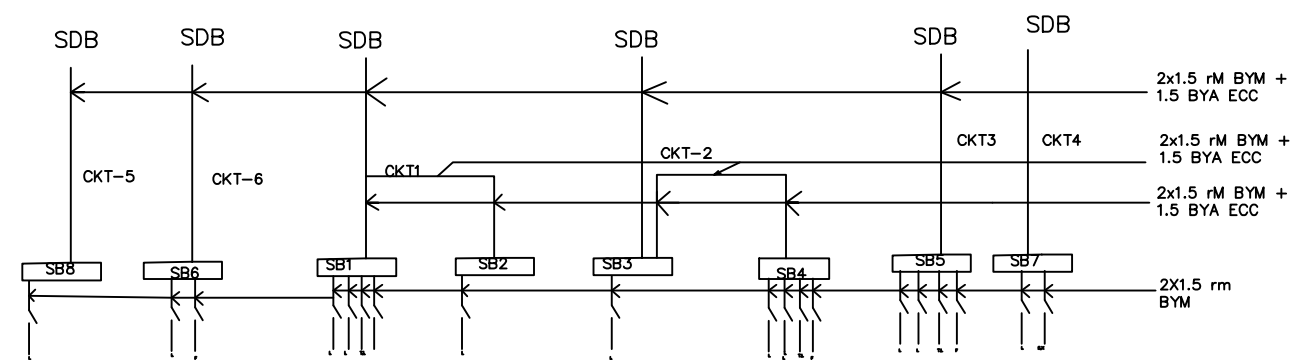 SDB
SDB
SDB
SDB
SDB
SDB
2x1.5 rM BYM +
1.5 BYA ECC
CKT-5
CKT-6
CKT1
CKT-2
CKT3
CKT4
2x1.5 rM BYM +
1.5 BYA ECC
2x1.5 rM BYM +
1.5 BYA ECC
SB8
SB6
SB1
SB2
SB3
SB4
SB5
SB7
2X1.5 rm
BYM